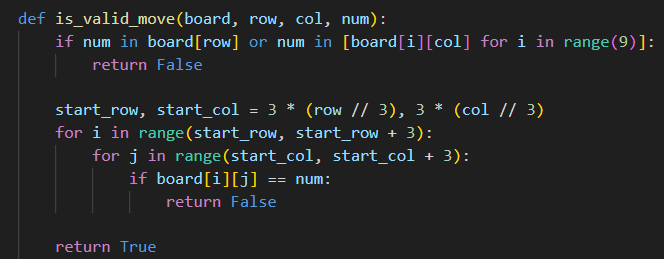 def is_valid_move(board, row, col, num):
    if num in board[row] or num in [board[i][col] for i in range(9)]:
        return False

    start_row, start_col = 3 * (row // 3), 3 * (col // 3)
    for i in range(start_row, start_row + 3):
        for j in range(start_col, start_col + 3):
            if board[i][j] == num:
                return False

    return True